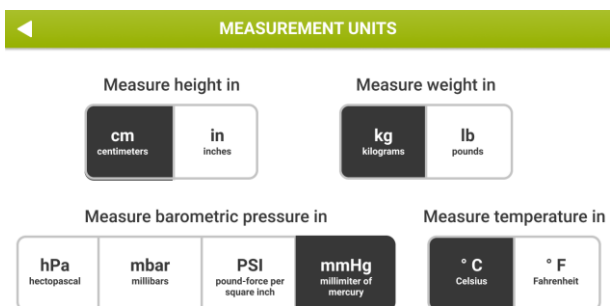 MEASUREMENT UNITS
Measure height in
Measure weight in
cm
centimeters
in
inches
kg
kilograms
lb
pounds
Measure barometric pressure in
Measure temperature in
hPa
hectopascal
mbar
millibars
PSI
pound-force per
square inch
mmHg
millimiter of
mercury
° C
Celsius
° F
Fahrenheit